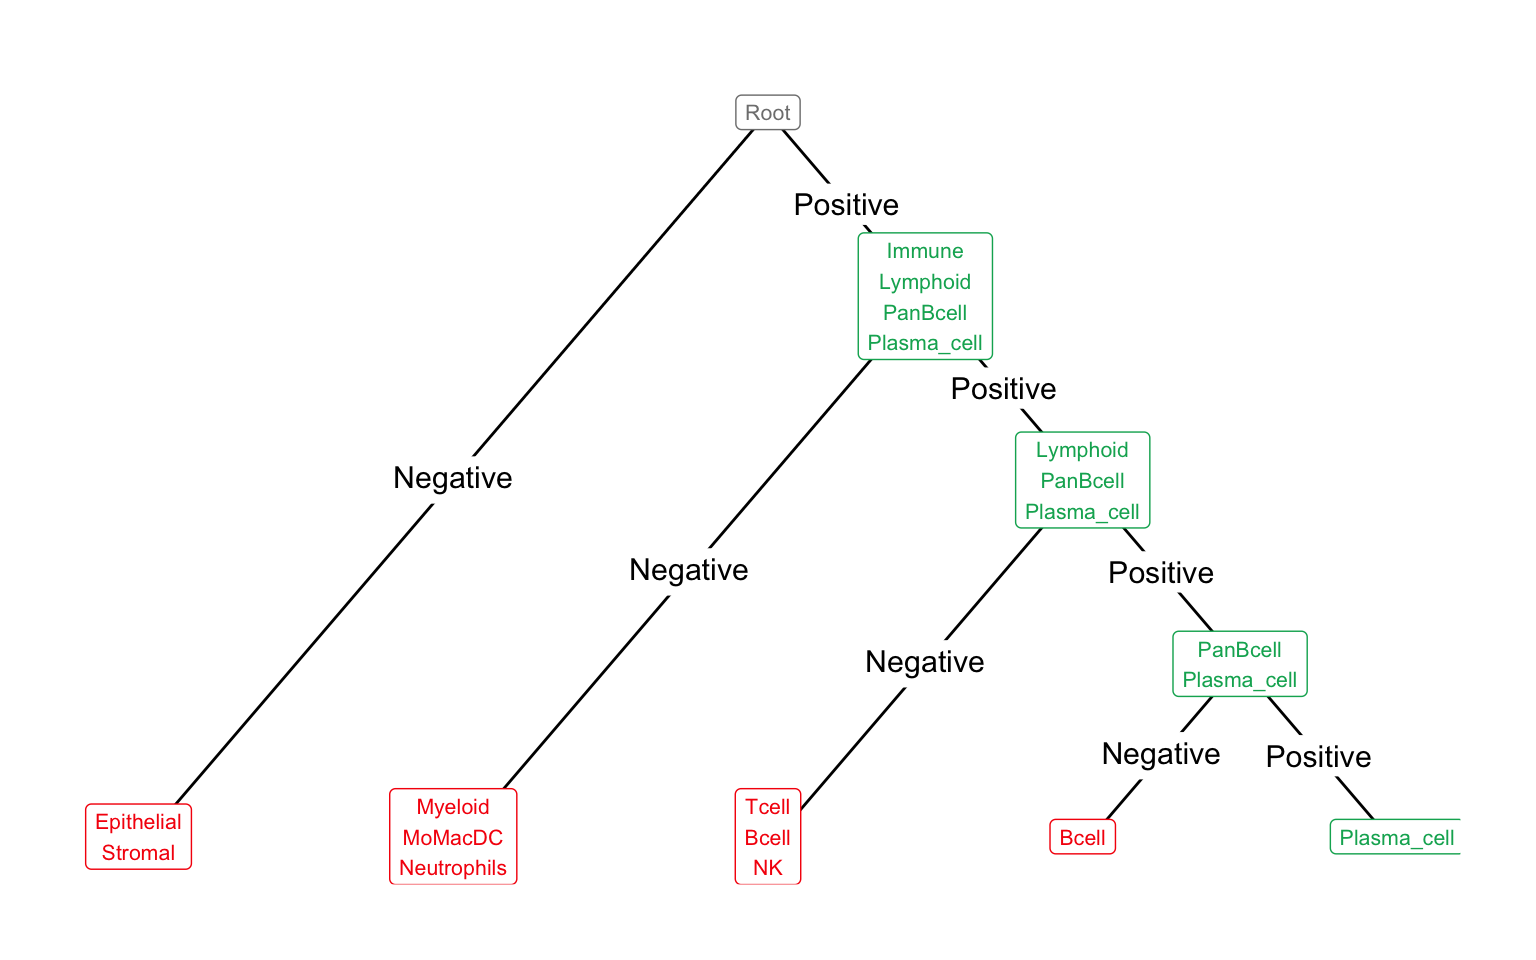 Root
Positive
Immune
Lymphoid
PanBcell
Plasma_cell
Positive
Lymphoid
PanBcell
Plasma_cell
Negative
Negative
Positive
PanBcell
Plasma_cell
Negative
Negative
Positive
Epithelial
Stromal
Myeloid
MoMacDC
Neutrophils
Tcell
Bcell
NK
Bcell
Plasma_cell